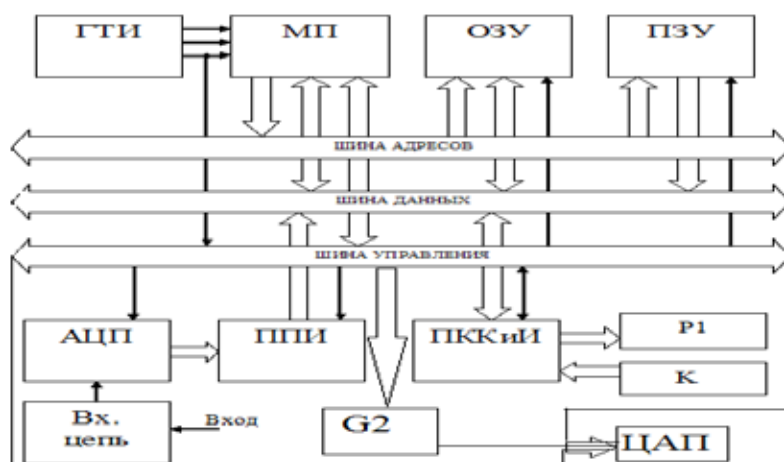 ГТИ
МП
ОЗУ
ПЗУ
ШИНА АДРЕСОВ
ШИНА ДАННЫХ
ШИНА УПРАВЛЕНИЯ
АЦП
ППИ
ПККиИ
Р1
К
Вх.
цепь
Вход
G2
ЦАП